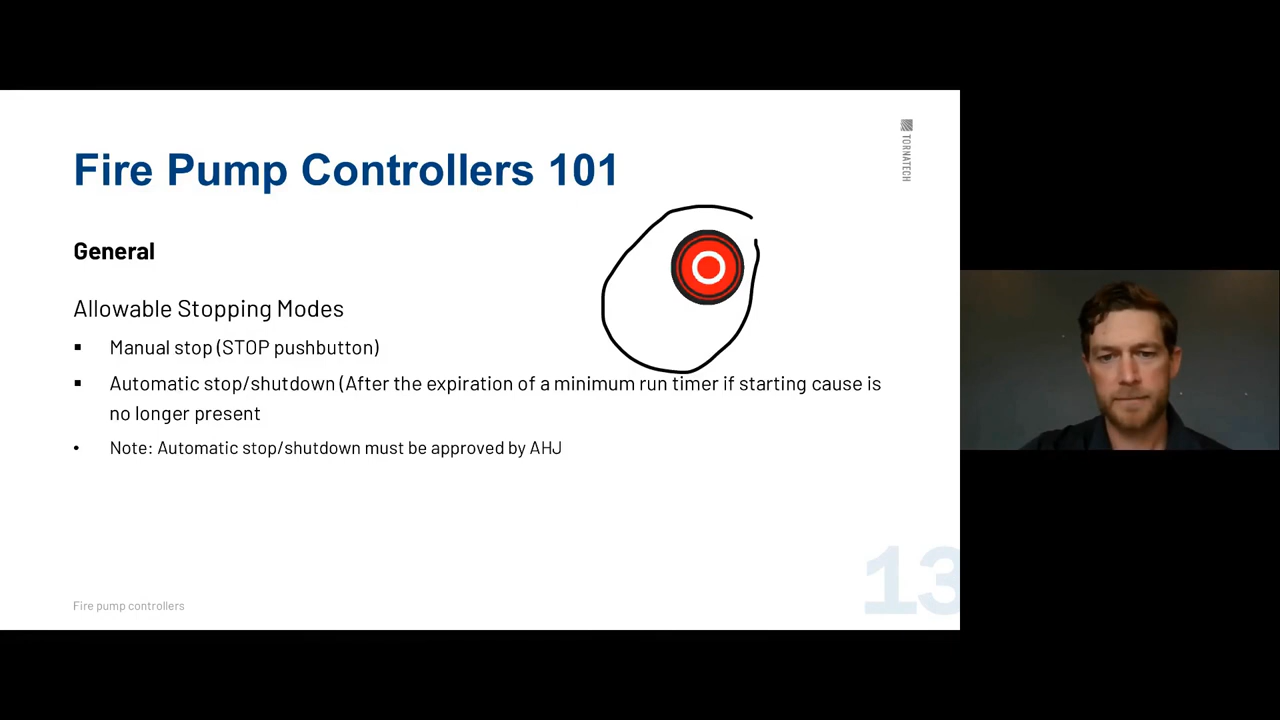 TORNATECH
Fire Pump Controllers 101
General
Allowable Stopping Modes
▪ Manual stop (STOP pushbutton)
▪ Automatic stop/shutdown (After the expiration of a minimum run timer if starting cause is
no longer present
• Note: Automatic stop/shutdown must be approved by AHJ
Fire pump controllers
13